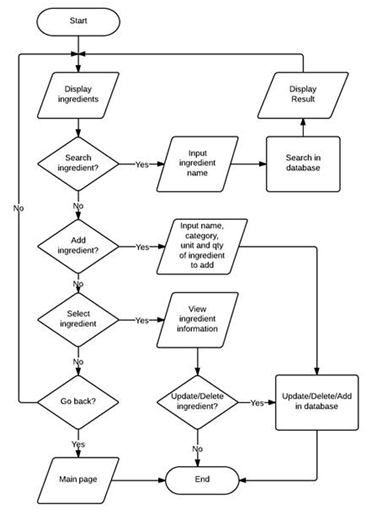 Start
Display
ingredients
Display
Result
Search
ingredient?
Yes
Input
ingredient
name
Search in
database
No
No
Add
ingredient?
Yes
Input name,
category,
unit and qty
of ingredient
to add
No
Select
ingredient
Yes
View
ingredient
information
No
Go back?
Update/Delete
ingredient?
Yes
Update/Delete/Add
in database
Yes
No
Main page
End